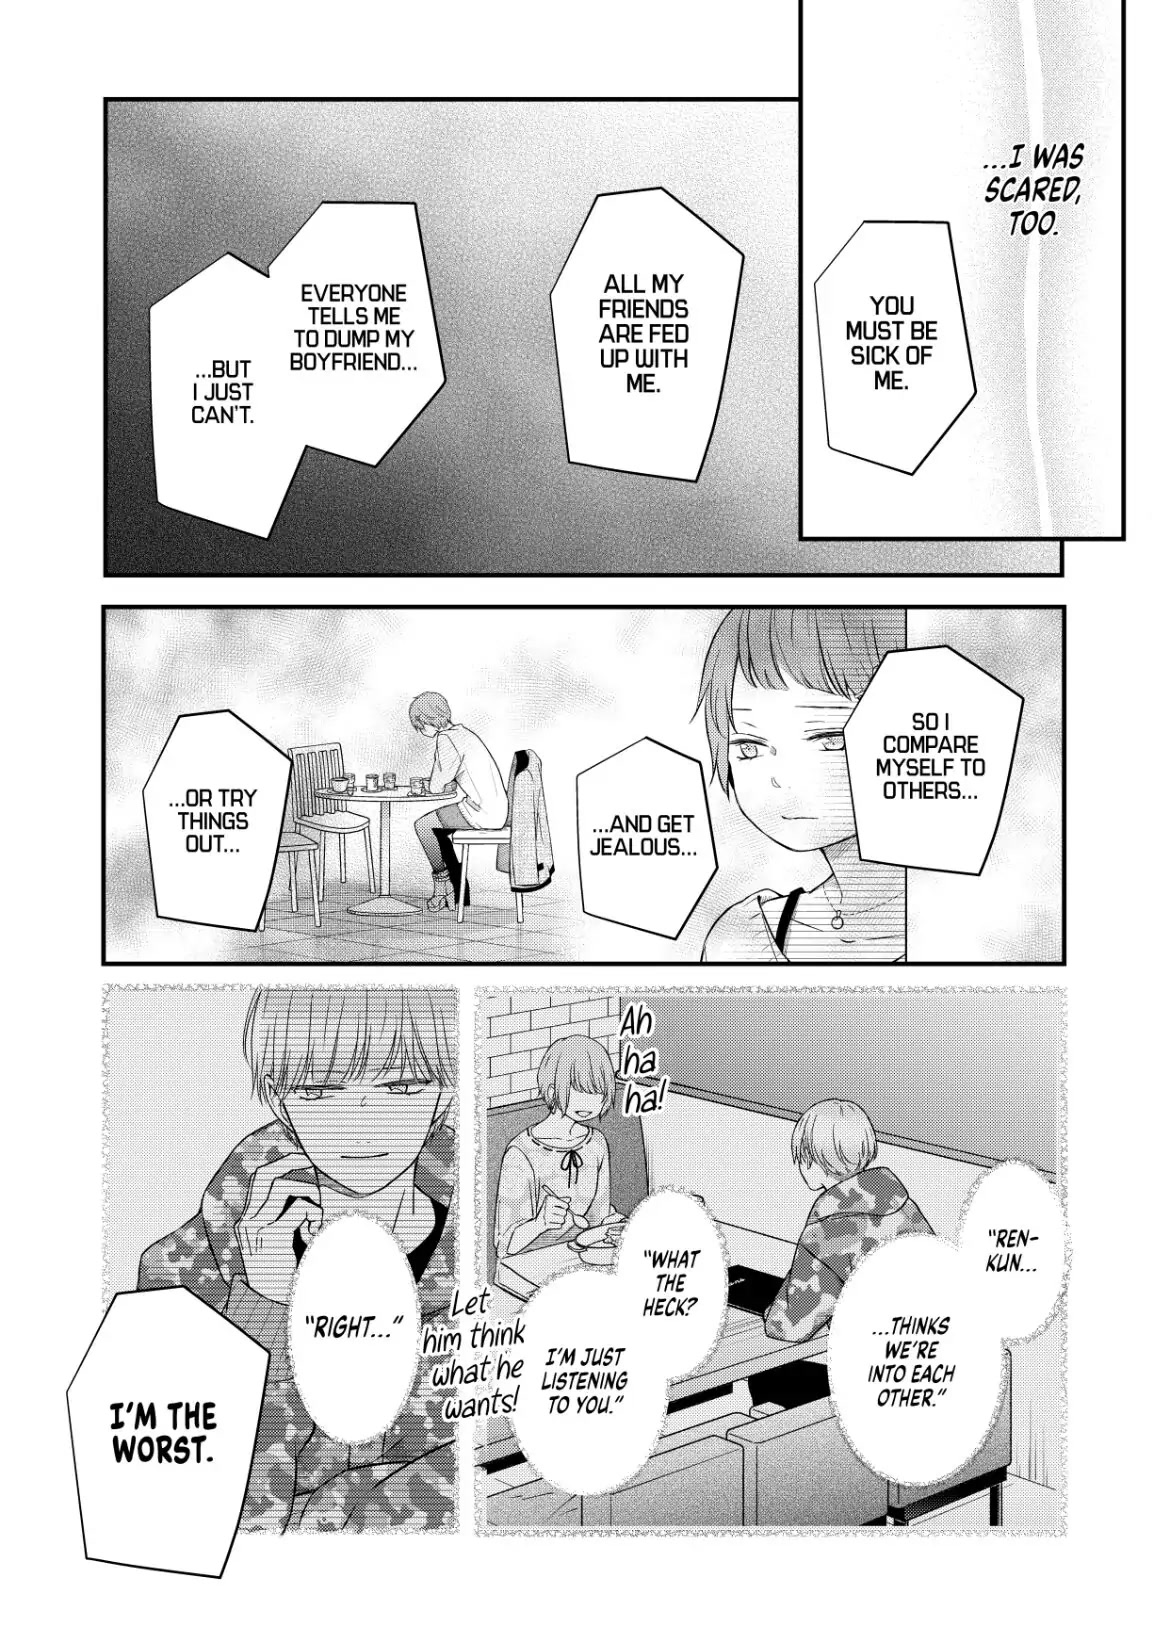 ...I WAS
SCARED,
TOO.
YOU
MUST BE
SICK OF
ME.
ALL MY
FRIENDS
ARE FED
UP WITH
ME.
EVERYONE
TELLS ME
TO DUMP MY
BOYFRIEND...
...BUT
I JUST
CAN'T.
SO I
COMPARE
MYSELF TO
OTHERS...
...AND GET
JEALOUS...
...OR TRY
THINGS
OUT...
"REN-
KUN...
...THINKS
WE'RE
INTO EACH
OTHER."
Ah
ha
ha!
"WHAT
THE
HECK?
I'M JUST
LISTENING
TO YOU."
Let
him think
what he
wants!
"RIGHT..."
I'M THE
WORST.